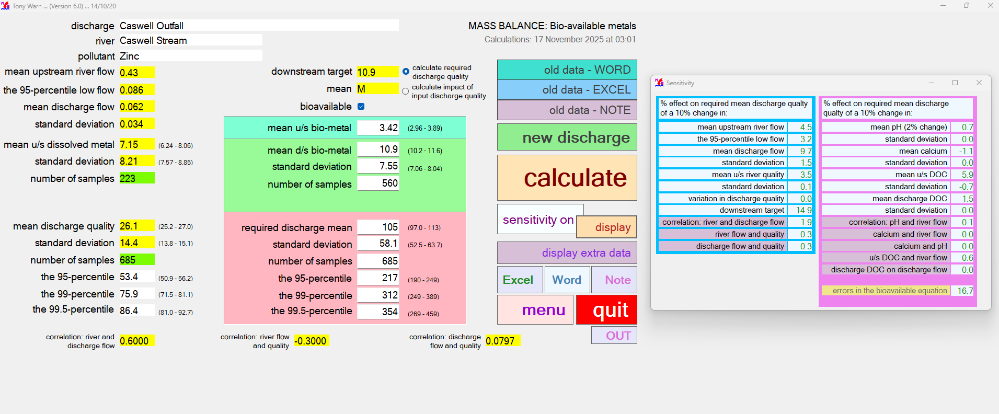 Tony Warn ... (Version 6.0) ... 14/10/20
discharge Caswell Outfall
river Caswell Stream
pollutant Zinc
MASS BALANCE: Bio-available metals
Calculations: 17 November 2025 at 03:01
mean upstream river flow 0.43
the 95-percentile low flow 0.086
mean discharge flow 0.062
standard deviation 0.034
mean u/s dissolved metal 7.15 (6.24 - 8.06)
standard deviation 8.21 (7.57 - 8.85)
number of samples 223
mean discharge quality 26.1 (25.2 - 27.0)
standard deviation 14.4 (13.8 - 15.1)
number of samples 685
the 95-percentile 53.4 (50.9 - 56.2)
the 99-percentile 75.9 (71.5 - 81.1)
the 99.5-percentile 86.4 (81.0 - 92.7)
downstream target 10.9
mean M
bioavailable
calculate required
discharge quality
calculate impact of
input discharge quality
mean u/s bio-metal 3.42 (2.96 - 3.89)
mean d/s bio-metal 10.9 (10.2 - 11.6)
standard deviation 7.55 (7.06 - 8.04)
number of samples 560
required discharge mean 105 (97.0 - 113)
standard deviation 58.1 (52.5 - 63.7)
number of samples 685
the 95-percentile 217 (190 - 249)
the 99-percentile 312 (249 - 389)
the 99.5-percentile 354 (269 - 459)
correlation: river and
discharge flow 0.6000
correlation: river flow
and quality -0.3000
correlation: discharge
flow and quality 0.0797
old data - WORD
old data - EXCEL
old data - NOTE
new discharge
calculate
sensitivity on
display
display extra data
Excel Word Note
menu quit
OUT
Sensitivity
% effect on required mean discharge qualty
of a 10% change in:
mean upstream river flow 4.5
the 95-percentile low flow 3.2
mean discharge flow 9.7
standard deviation 1.5
mean u/s river quality 3.5
standard deviation 0.1
variation in discharge quality 0.0
downstream target 14.9
correlation: river and discharge flow 1.9
river flow and quality 0.3
discharge flow and quality 0.3
% effect on required mean discharge
qualty of a 10% change in:
mean pH (2% change) 0.7
standard deviation 0.0
mean calcium -1.1
standard deviation 0.0
mean u/s DOC 5.9
standard deviation -0.7
mean discharge DOC 1.5
standard deviation 0.0
correlation: pH and river flow 0.1
calcium and river flow 0.0
calcium and pH 0.0
u/s DOC and river flow 0.6
discharge DOC on discharge flow 0.0
errors in the bioavailable equation 16.7